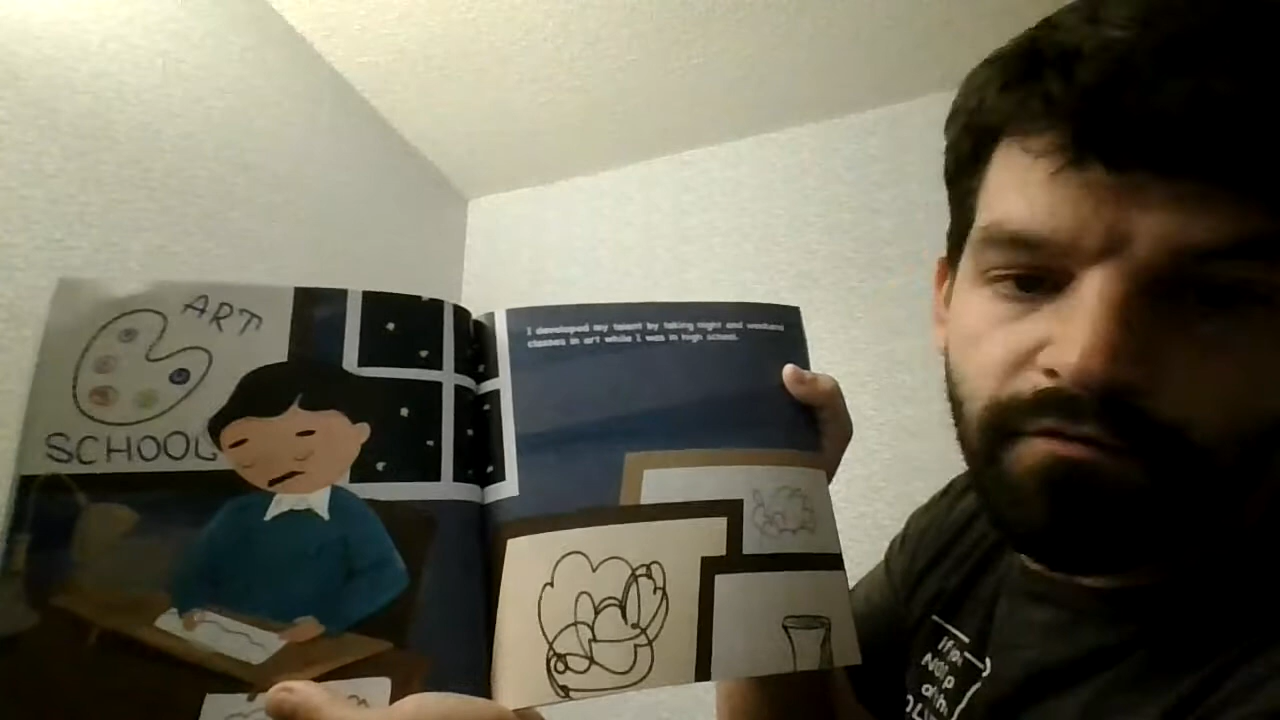 ART
SCHOOL
I developed my talent by taking night and weekend
classes in art while I was in high school.